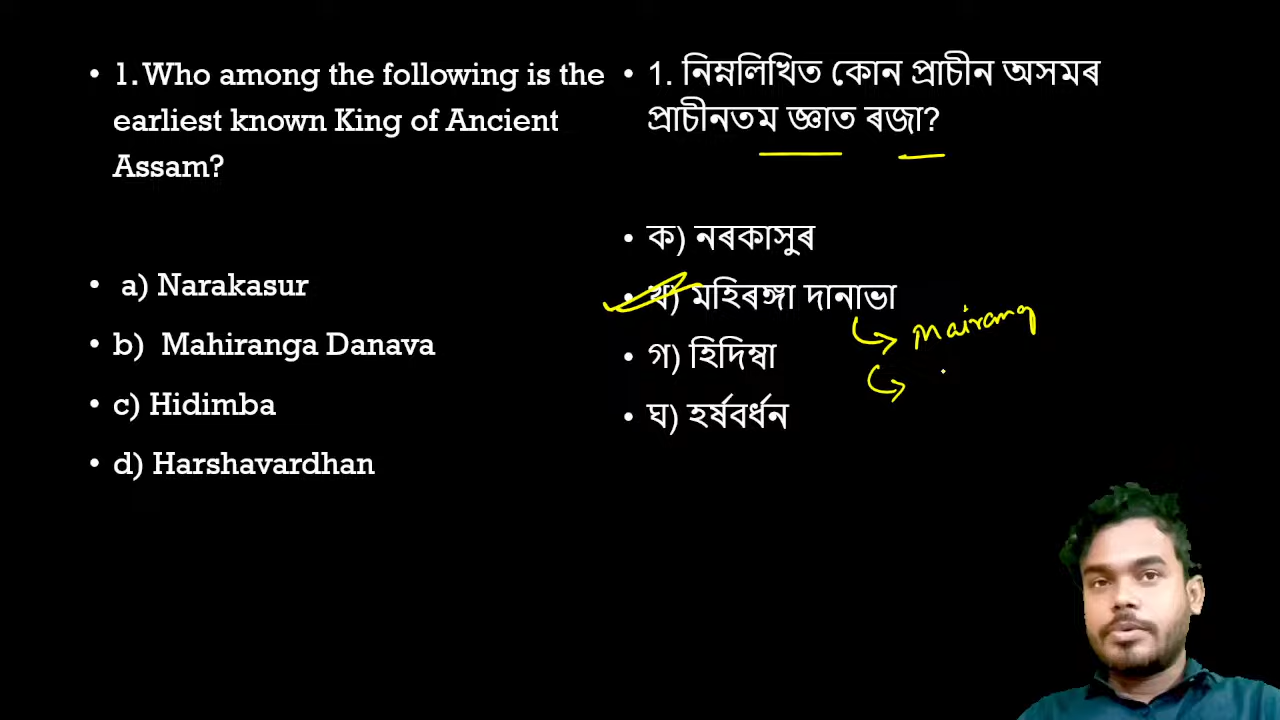 • 1. Who among the following is the
earliest known King of Ancient
Assam?
• a) Narakasur
• b) Mahiranga Danava
• c) Hidimba
• d) Harshavardhan
• 1. নিম্নলিখিত কোন প্ৰাচীন অসমৰ
প্ৰাচীনতম জ্ঞাত ৰজা?
• ক) নৰকাসুৰ
• খ) মহিৰঙ্গা দানাভা
Mairang
• গ) হিদিম্বা
• ঘ) হৰ্ষবৰ্ধন